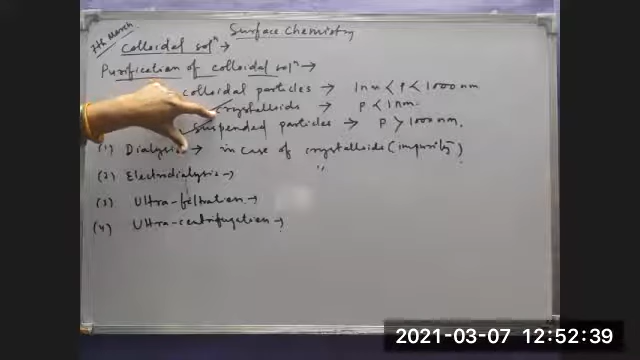 Surface Chemistry
7th March
Colloidal solⁿ →
Purification of colloidal solⁿ →
colloidal particles → 1nm < P < 1000nm
crystalloids → P < 1nm.
suspended particles → P > 1000nm.
(1) Dialysis → in case of crystalloids (impurity)
(2) Electrodialysis → "
(3) Ultra-filtration →
(4) Ultra-centrifugation →
2021-03-07 12:52:39